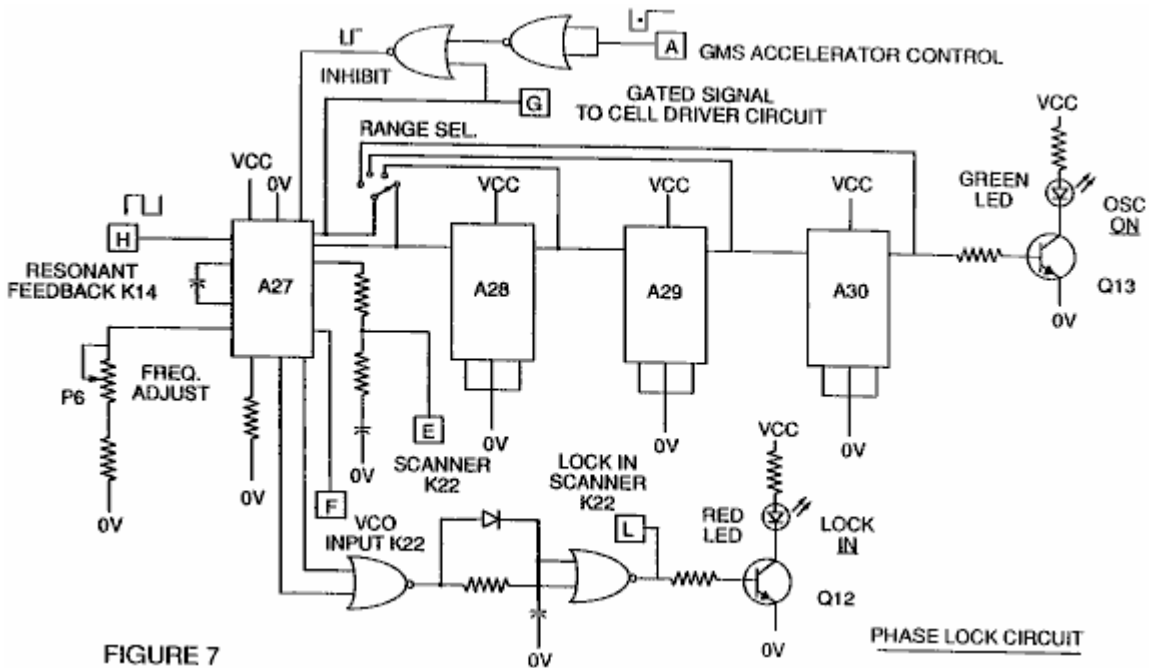 A
GMS ACCELERATOR CONTROL
INHIBIT
G
GATED SIGNAL
TO CELL DRIVER CIRCUIT
RANGE SEL.
VCC
0V
VCC
VCC
VCC
VCC
GREEN
LED
OSC
ON
H
RESONANT
FEEDBACK K14
A27
A28
A29
A30
Q13
0V
P6
FREQ.
ADJUST
0V
0V
0V
E
SCANNER
K22
0V
0V
0V
F
VCO
INPUT K22
LOCK IN
SCANNER
K22
L
VCC
RED
LED
LOCK
IN
Q12
0V
0V
FIGURE 7
PHASE LOCK CIRCUIT